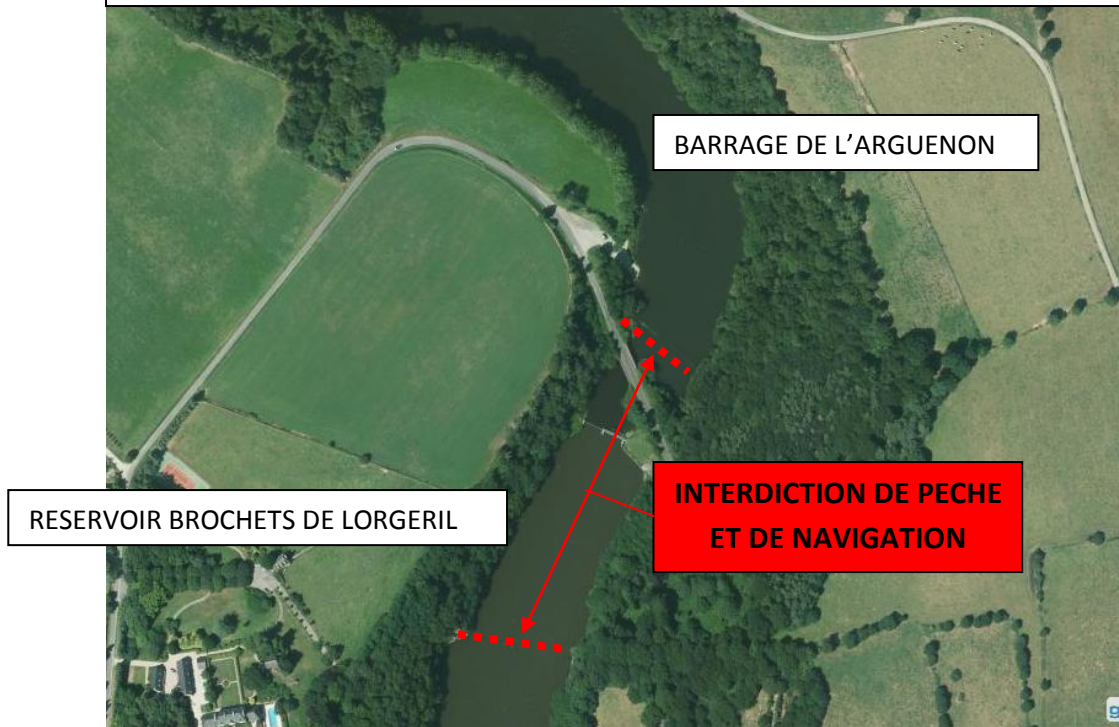 BARRAGE DE L'ARGUENON
RESERVOIR BROCHETS DE LORGERIL
INTERDICTION DE PECHE
ET DE NAVIGATION